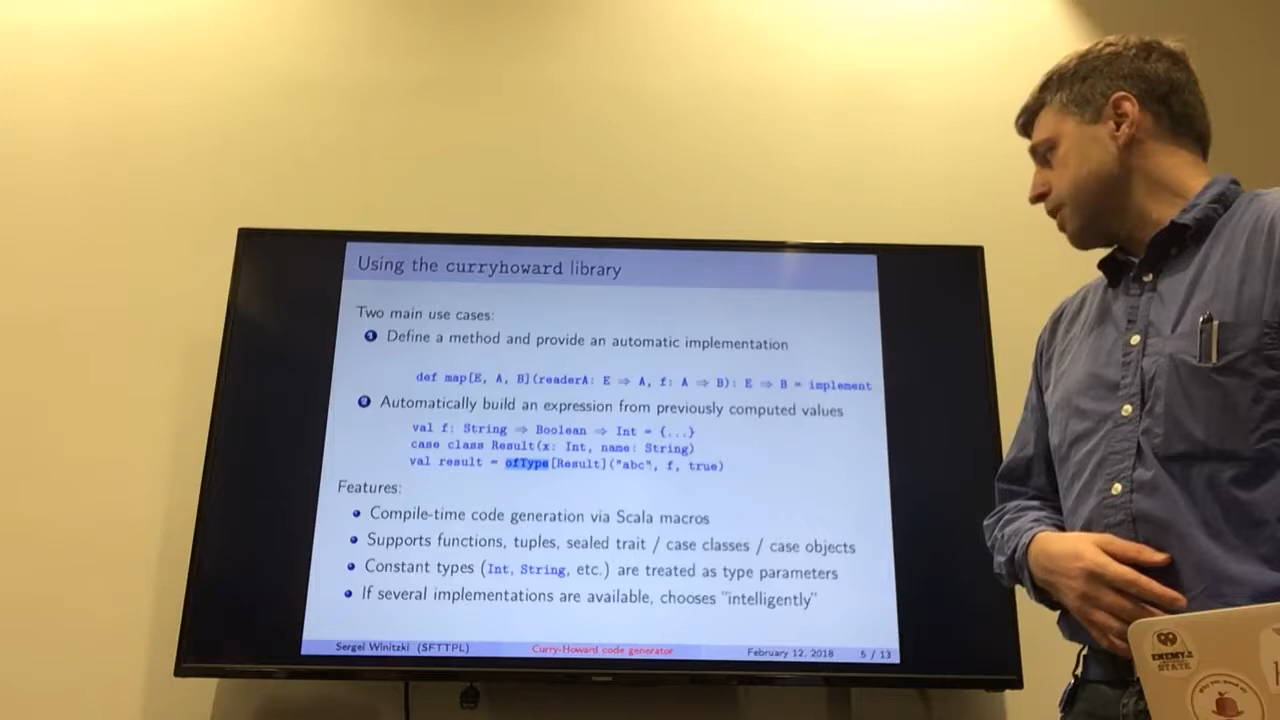 Using the curryhoward library
Two main use cases:
1 Define a method and provide an automatic implementation
def map[E, A, B](readerA: E ⇒ A, f: A ⇒ B): E ⇒ B = implement
2 Automatically build an expression from previously computed values
val f: String ⇒ Boolean ⇒ Int = {...}
case class Result(x: Int, name: String)
val result = ofType[Result]("abc", f, true)
Features:
Compile-time code generation via Scala macros
Supports functions, tuples, sealed trait / case classes / case objects
Constant types (Int, String, etc.) are treated as type parameters
If several implementations are available, chooses "intelligently"
Sergei Winitzki (SFTTPL) Curry-Howard code generator February 12, 2018 5 / 13
ENEMY
STATE